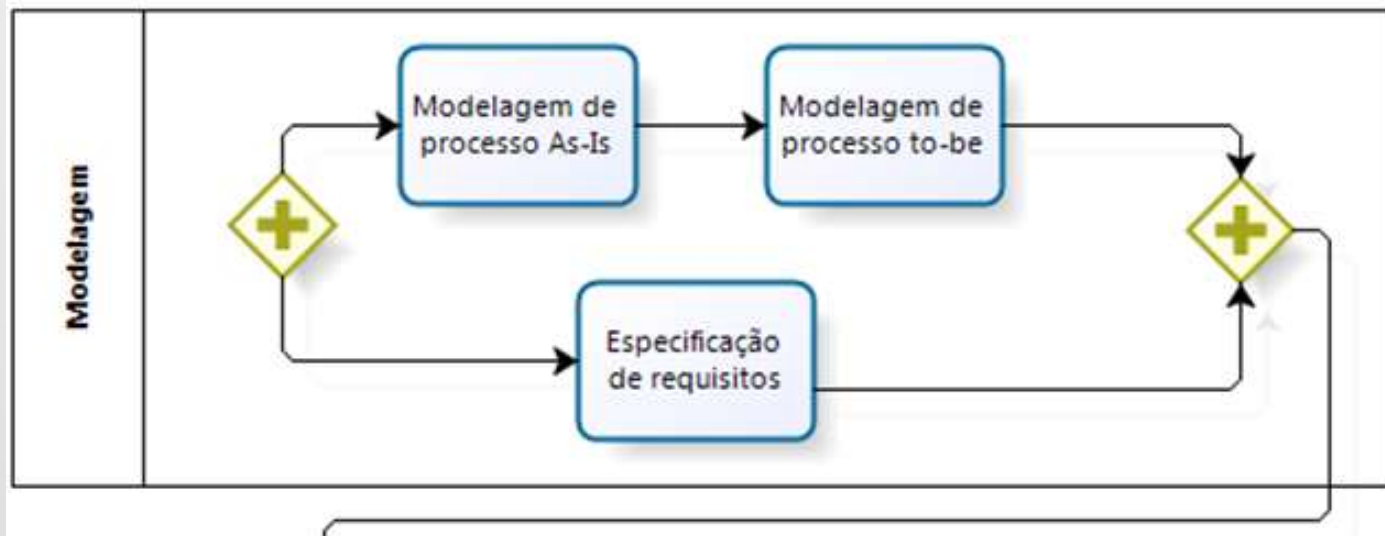 Modelagem
Modelagem de
processo As-Is
Modelagem de
processo to-be
Especificação
de requisitos